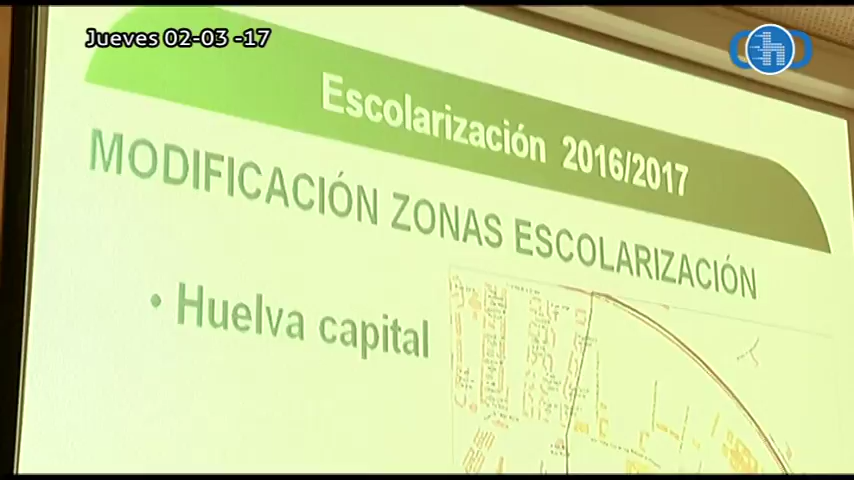 Jueves 02-03 -17
Escolarización 2016/2017
MODIFICACIÓN ZONAS ESCOLARIZACIÓN
• Huelva capital